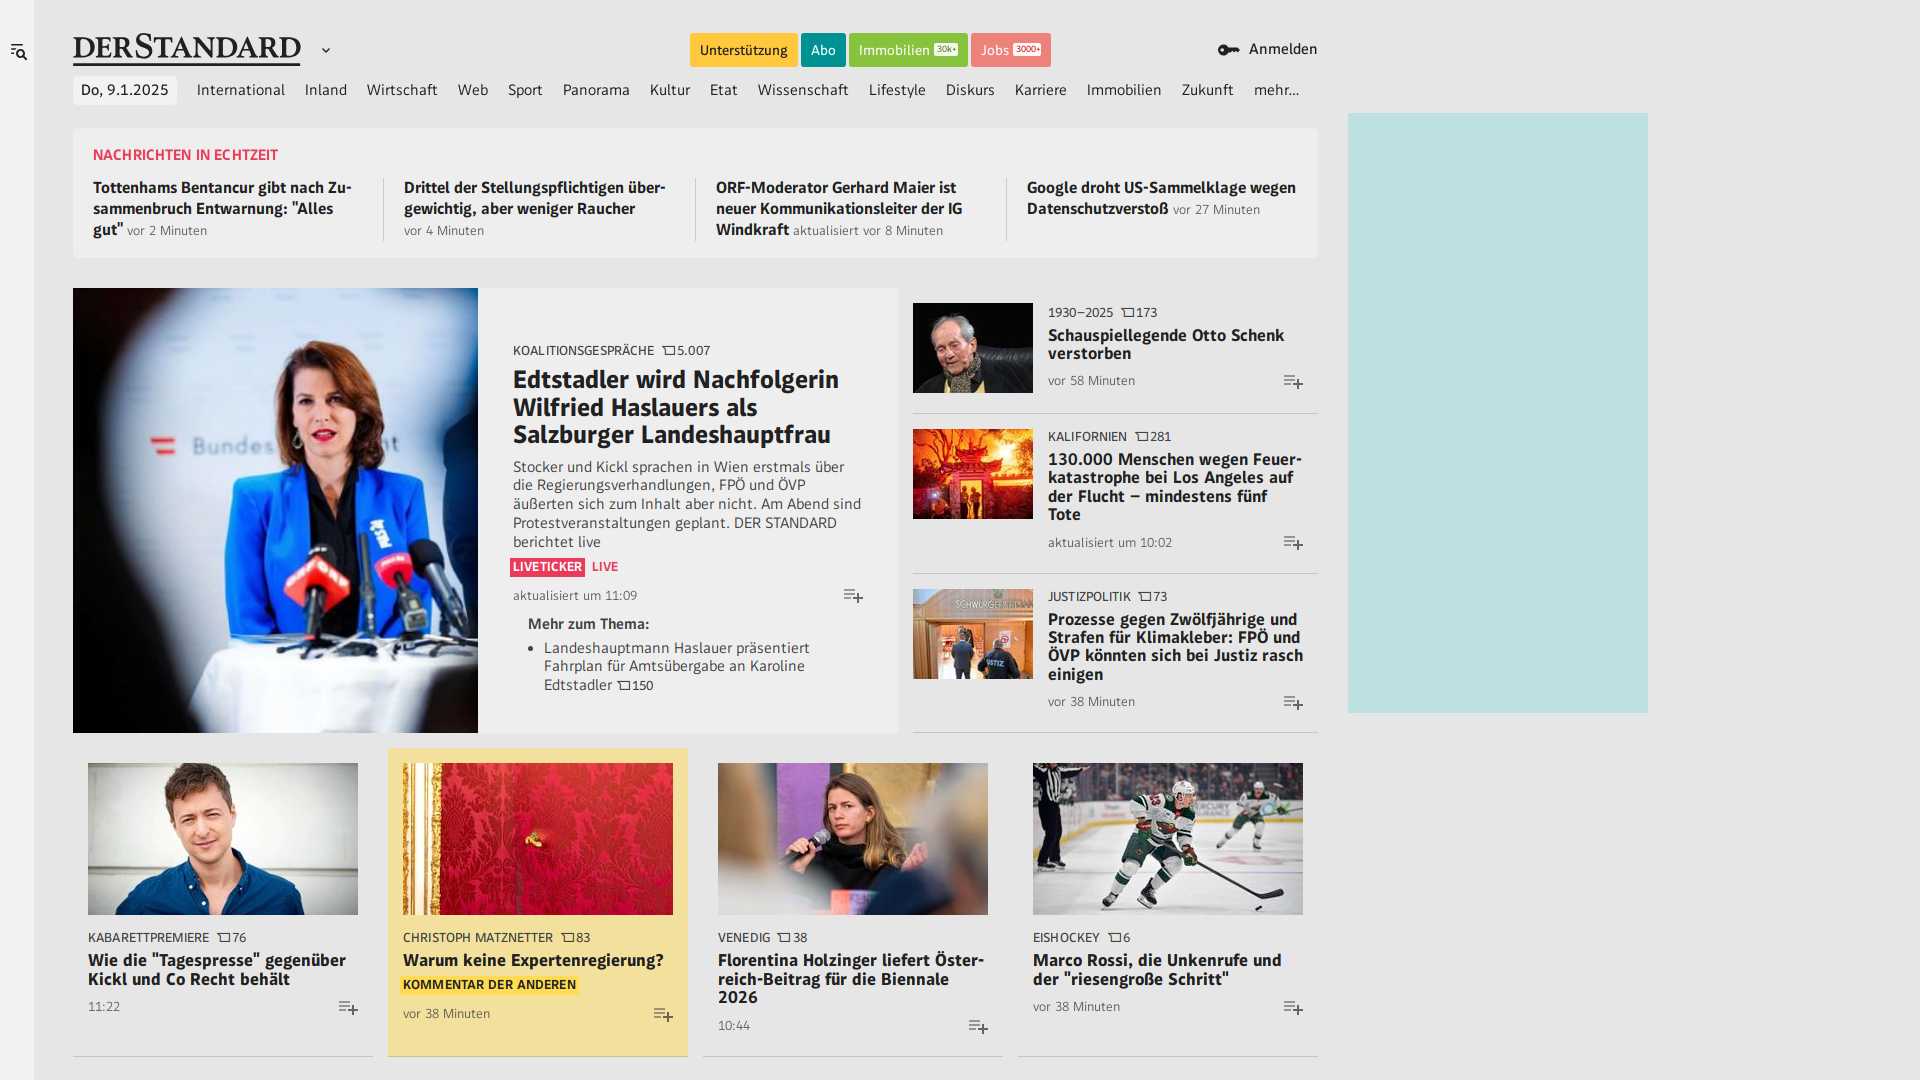 DERSTANDARD
Unterstützung
Abo
Immobilien 30k+
Jobs 3000+
Anmelden
Do, 9.1.2025
International
Inland
Wirtschaft
Web
Sport
Panorama
Kultur
Etat
Wissenschaft
Lifestyle
Diskurs
Karriere
Immobilien
Zukunft
mehr...
NACHRICHTEN IN ECHTZEIT
Tottenhams Bentancur gibt nach Zu-
sammenbruch Entwarnung: "Alles
gut" vor 2 Minuten
Drittel der Stellungspflichtigen über-
gewichtig, aber weniger Raucher
vor 4 Minuten
ORF-Moderator Gerhard Maier ist
neuer Kommunikationsleiter der IG
Windkraft aktualisiert vor 8 Minuten
Google droht US-Sammelklage wegen
Datenschutzverstoß vor 27 Minuten
KOALITIONSGESPRÄCHE 5.007
Edtstadler wird Nachfolgerin
Wilfried Haslauers als
Salzburger Landeshauptfrau
Stocker und Kickl sprachen in Wien erstmals über
die Regierungsverhandlungen, FPÖ und ÖVP
äußerten sich zum Inhalt aber nicht. Am Abend sind
Protestveranstaltungen geplant. DER STANDARD
berichtet live
LIVETICKER LIVE
aktualisiert um 11:09
Mehr zum Thema:
Landeshauptmann Haslauer präsentiert
Fahrplan für Amtsübergabe an Karoline
Edtstadler 150
1930–2025 173
Schauspiellegende Otto Schenk
verstorben
vor 58 Minuten
KALIFORNIEN 281
130.000 Menschen wegen Feuer-
katastrophe bei Los Angeles auf
der Flucht – mindestens fünf
Tote
aktualisiert um 10:02
JUSTIZ
JUSTIZPOLITIK 73
Prozesse gegen Zwölfjährige und
Strafen für Klimakleber: FPÖ und
ÖVP könnten sich bei Justiz rasch
einigen
vor 38 Minuten
KABARETTPREMIERE 76
Wie die "Tagespresse" gegenüber
Kickl und Co Recht behält
11:22
CHRISTOPH MATZNETTER 83
Warum keine Expertenregierung?
KOMMENTAR DER ANDEREN
vor 38 Minuten
VENEDIG 38
Florentina Holzinger liefert Öster-
reich-Beitrag für die Biennale
2026
10:44
EISHOCKEY 6
Marco Rossi, die Unkenrufe und
der "riesengroße Schritt"
vor 38 Minuten